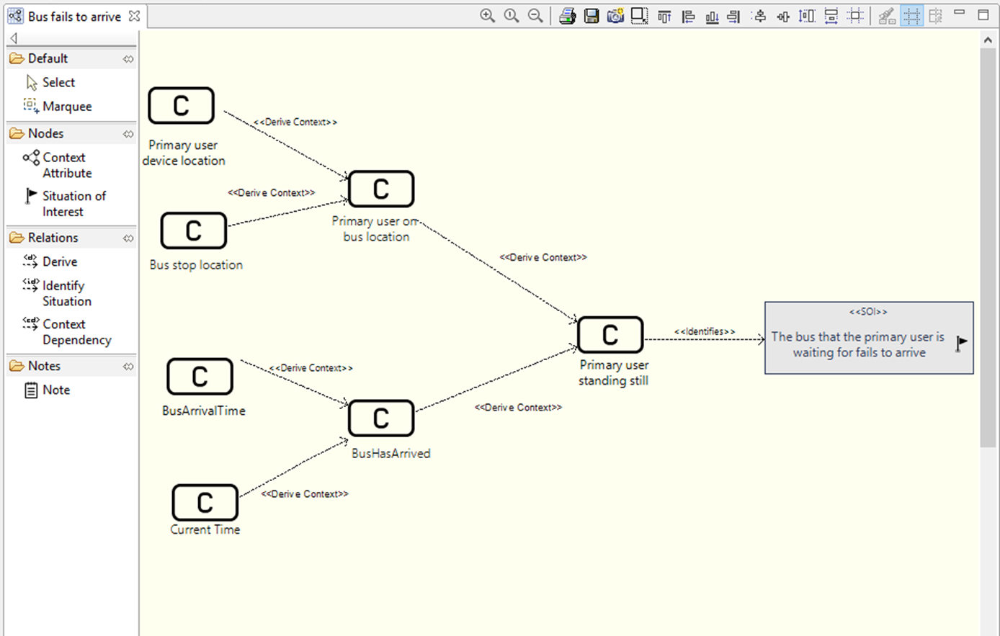 Bus fails to arrive
Default
Select
Marquee
Nodes
Context
Attribute
Situation of
Interest
Relations
<d>
Derive
<id>
Identify
Situation
<cd>
Context
Dependency
Notes
Note
C
Primary user
device location
<<Derive Context>>
<<Derive Context>>
C
Primary user on
bus location
C
Bus stop location
<<Derive Context>>
C
Primary user
standing still
<<Identifies>>
<<SOI>>
The bus that the primary user is
waiting for fails to arrive
C
BusArrivalTime
<<Derive Context>>
C
BusHasArrived
<<Derive Context>>
C
Current Time
<<Derive Context>>